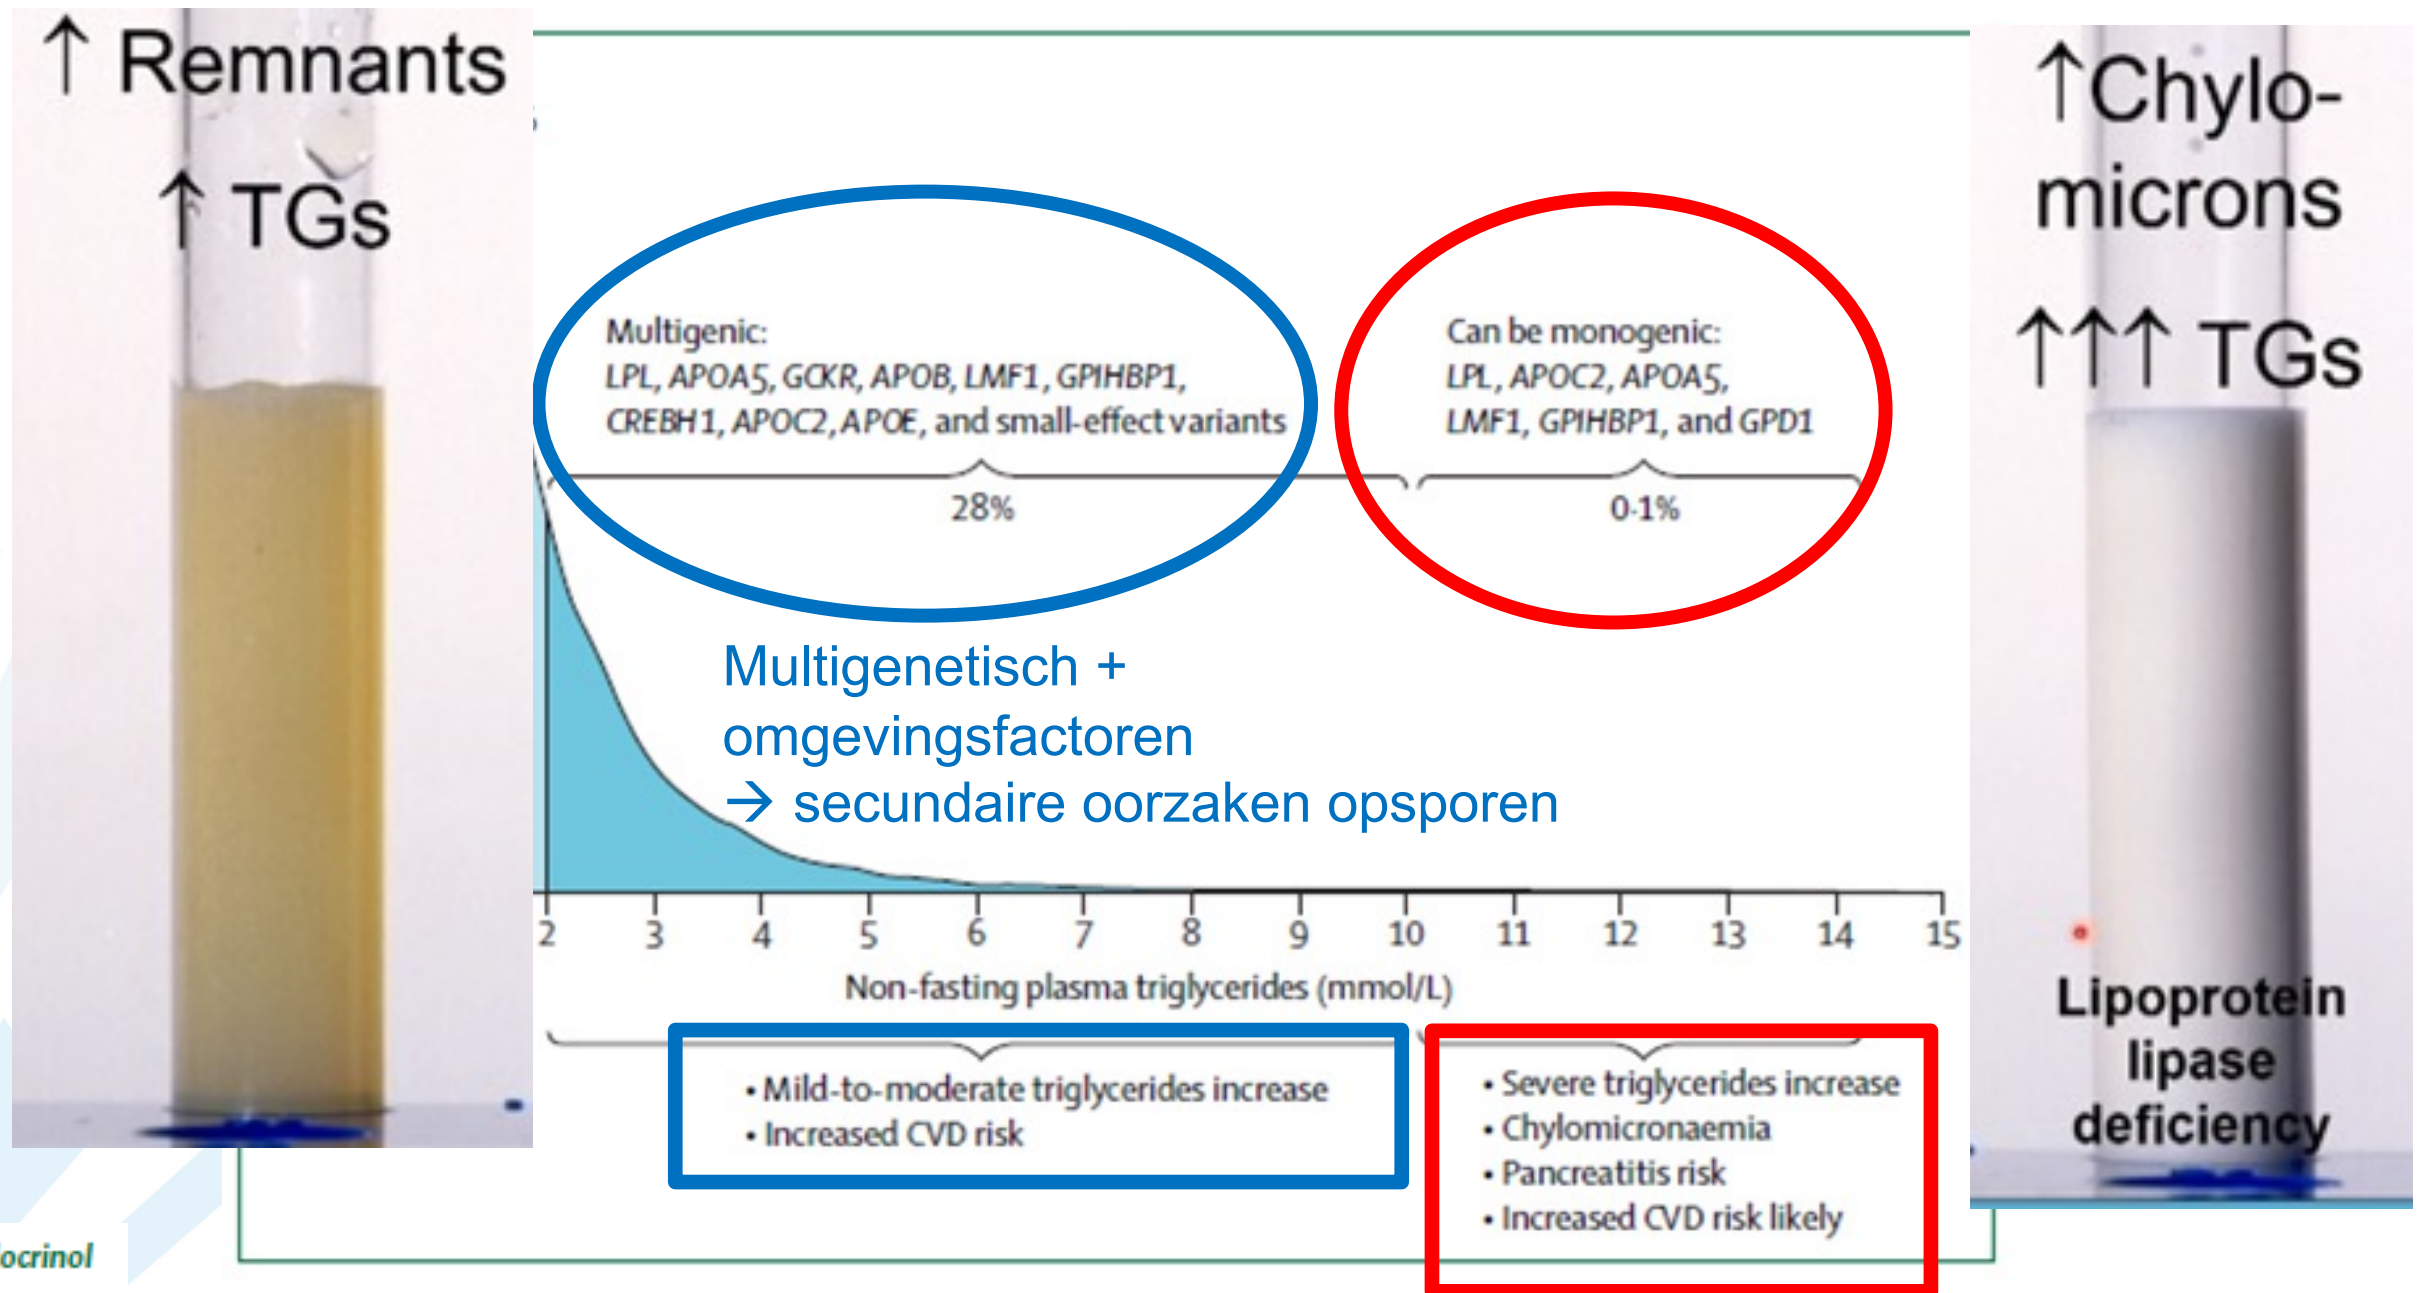 ↑ Remnants
↑ TGs
Multigenic:
LPL, APOA5, GCKR, APOB, LMF1, GPIHBP1,
CREBH1, APOC2, APOE, and small-effect variants
28%
Can be monogenic:
LPL, APOC2, APOA5,
LMF1, GPIHBP1, and GPD1
0·1%
↑Chylo-
microns
↑↑↑ TGs
Multigenetisch +
omgevingsfactoren
→ secundaire oorzaken opsporen
2 3 4 5 6 7 8 9 10 11 12 13 14 15
Non-fasting plasma triglycerides (mmol/L)
• Mild-to-moderate triglycerides increase
• Increased CVD risk
• Severe triglycerides increase
• Chylomicronaemia
• Pancreatitis risk
• Increased CVD risk likely
Lipoprotein
lipase
deficiency
ocrinol